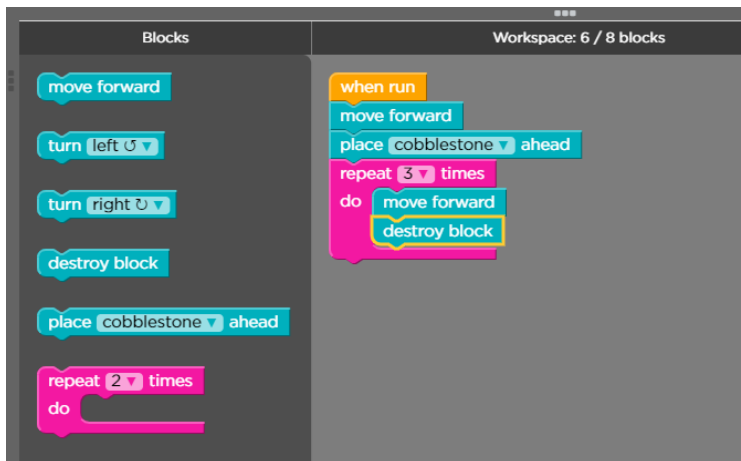 Blocks
Workspace: 6 / 8 blocks
move forward
turn left ↺ ▼
turn right ↻ ▼
destroy block
place cobblestone ▼ ahead
repeat 2 ▼ times
do
when run
move forward
place cobblestone ▼ ahead
repeat 3 ▼ times
do move forward
destroy block